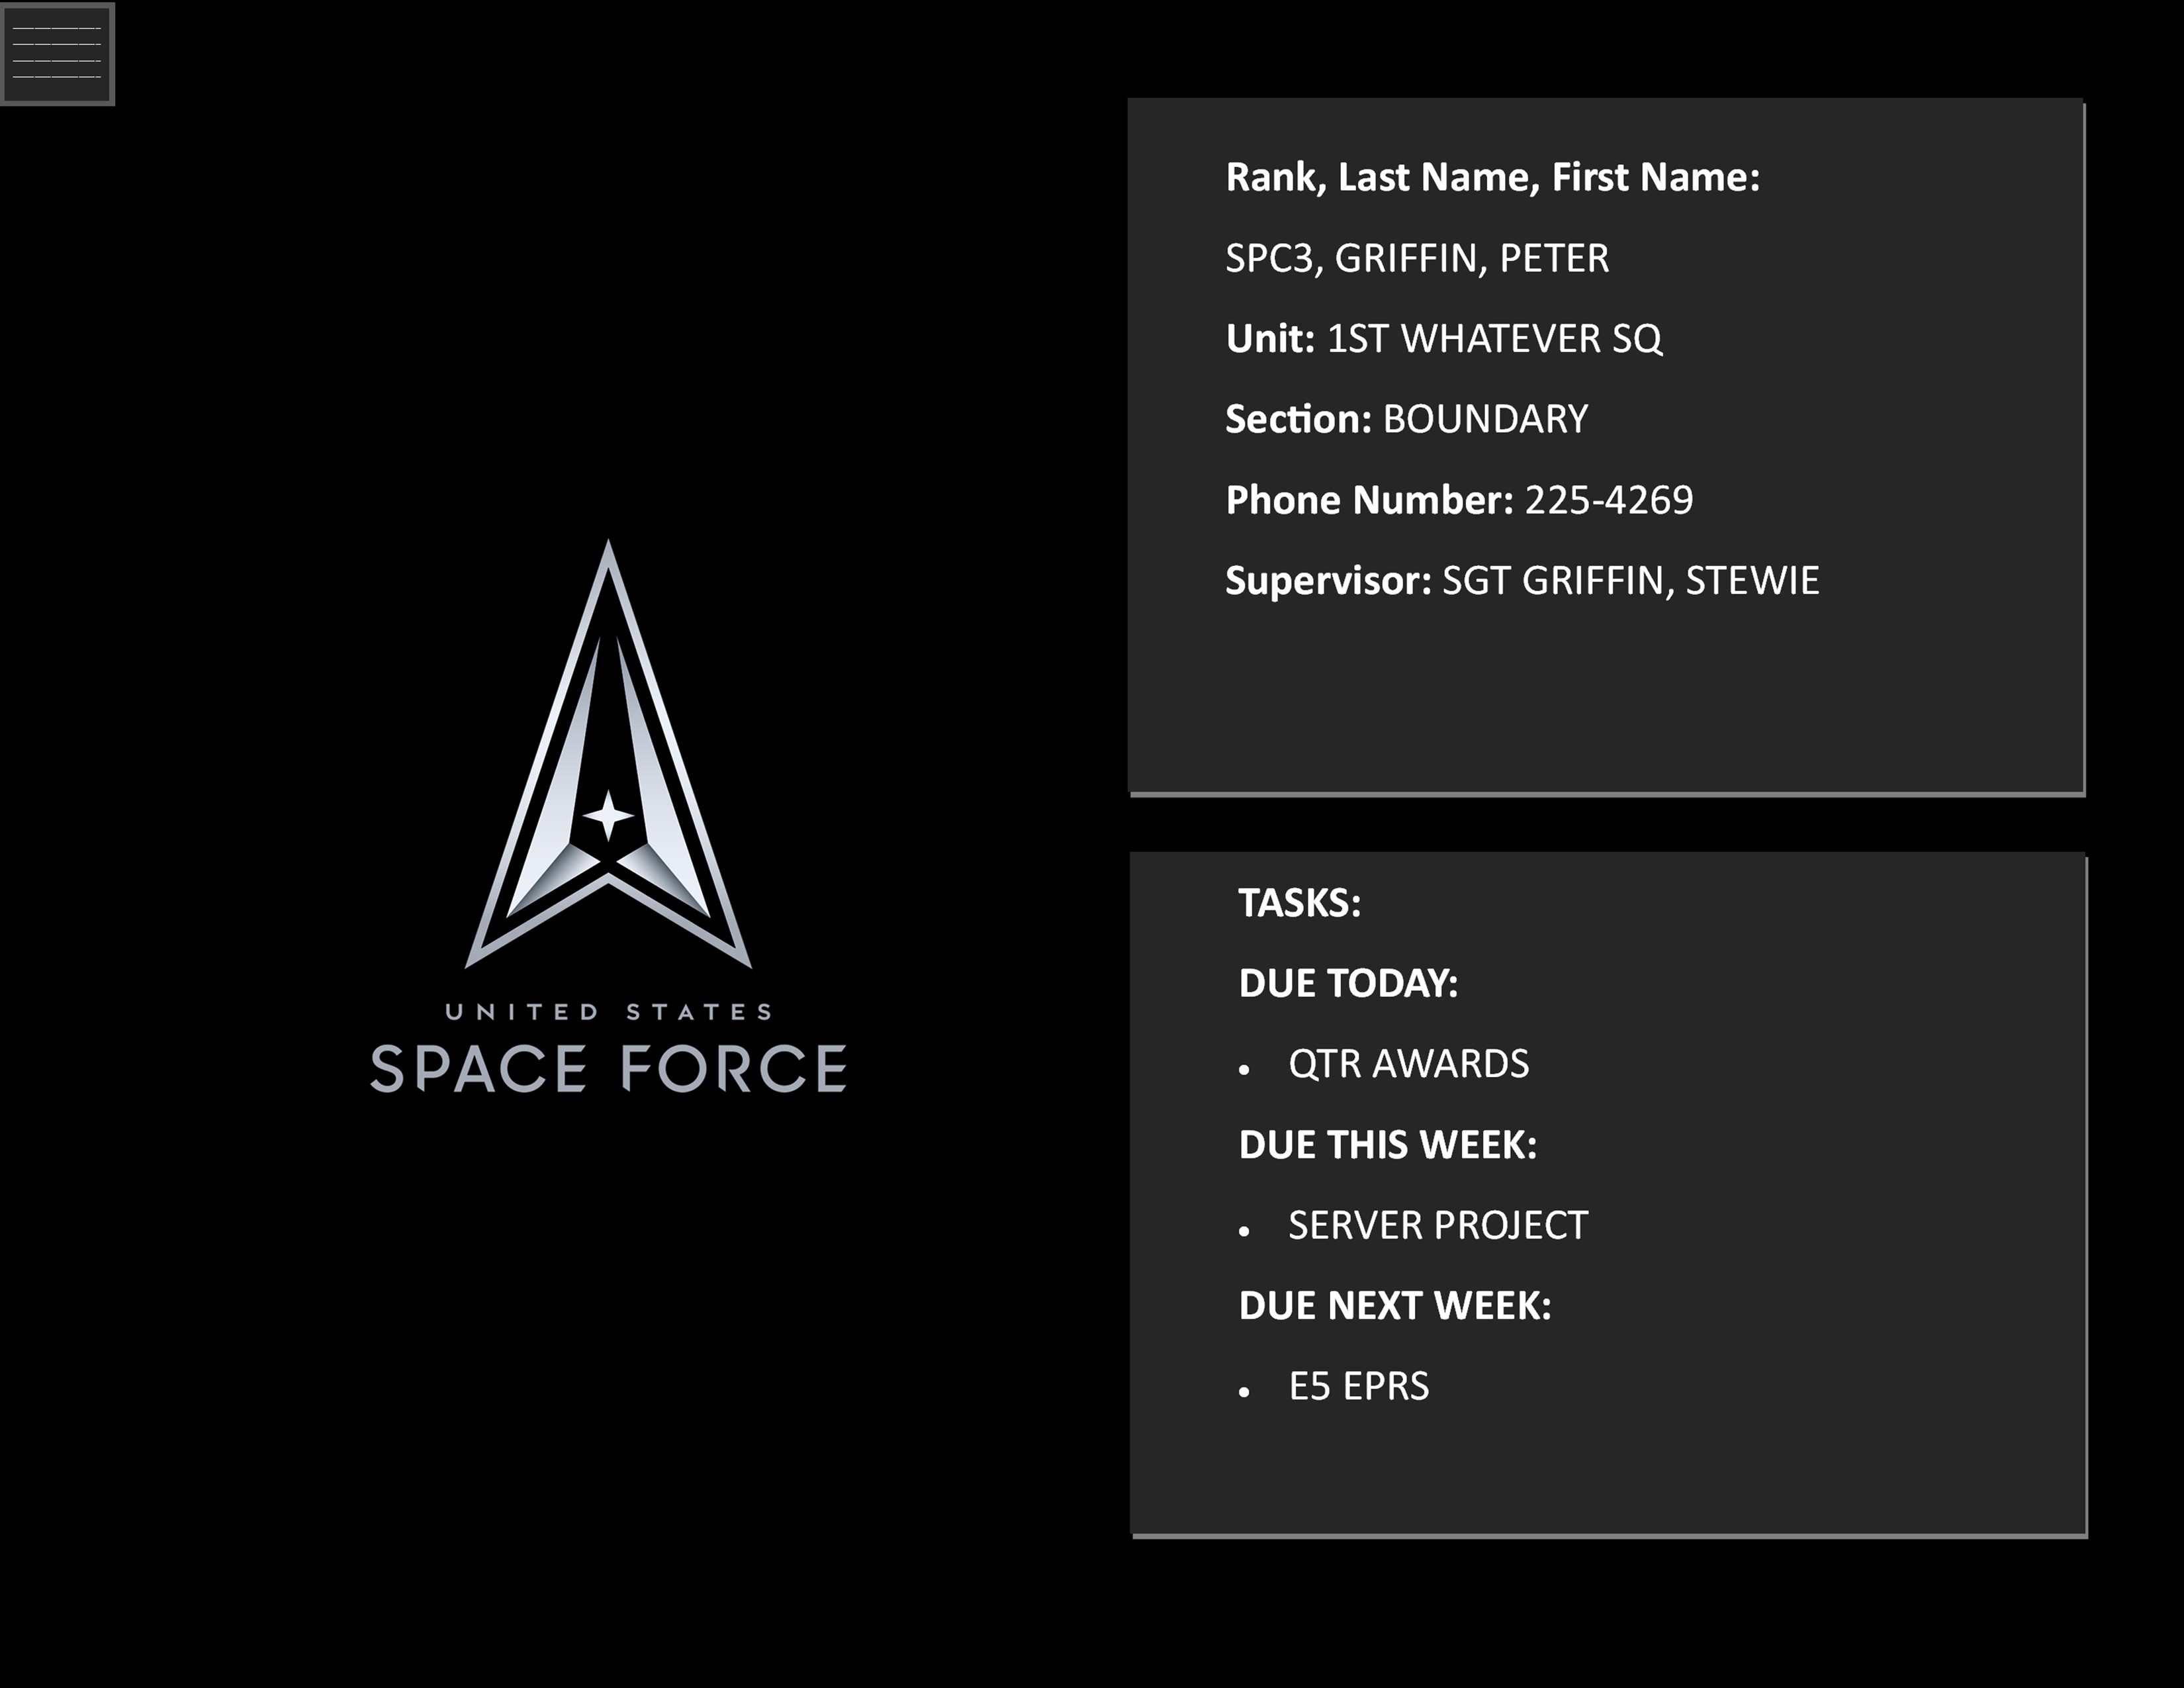 Rank, Last Name, First Name:
SPC3, GRIFFIN, PETER
Unit: 1ST WHATEVER SQ
Section: BOUNDARY
Phone Number: 225-4269
Supervisor: SGT GRIFFIN, STEWIE
UNITED STATES
SPACE FORCE
TASKS:
DUE TODAY:
• QTR AWARDS
DUE THIS WEEK:
• SERVER PROJECT
DUE NEXT WEEK:
• E5 EPRS